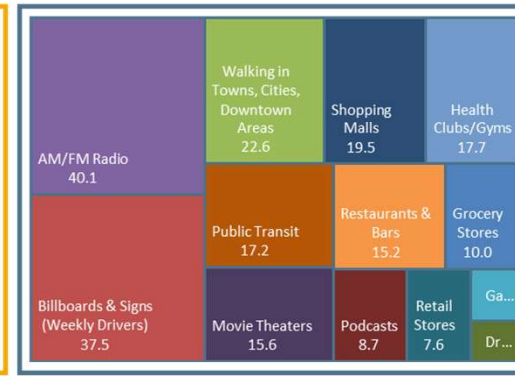 AM/FM Radio
40.1
Billboards & Signs
(Weekly Drivers)
37.5
Walking in
Towns, Cities,
Downtown
Areas
22.6
Shopping
Malls
19.5
Health
Clubs/Gyms
17.7
Public Transit
17.2
Restaurants &
Bars
15.2
Grocery
Stores
10.0
Movie Theaters
15.6
Podcasts
8.7
Retail
Stores
7.6
Ga...
Dr...